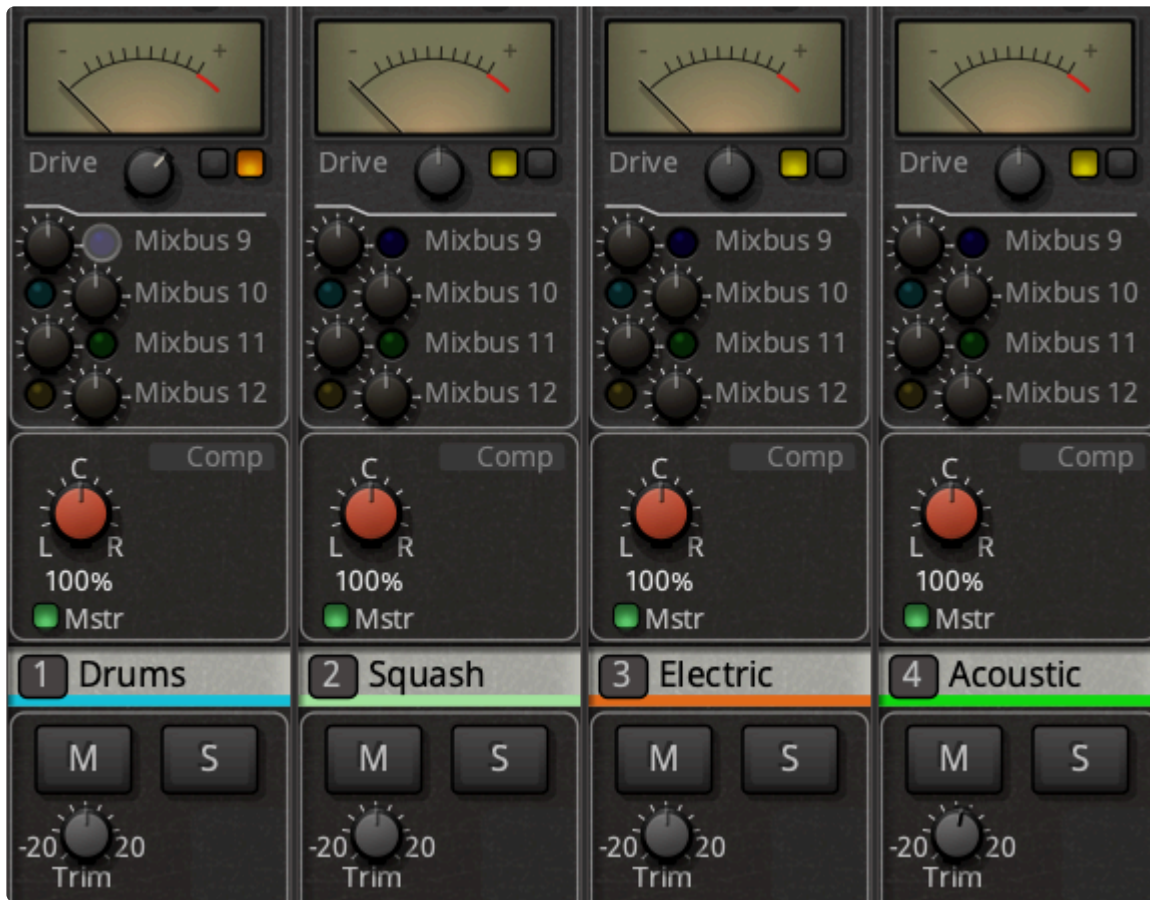 - + - + - + - +
Drive Drive Drive Drive
Mixbus 9 Mixbus 9 Mixbus 9 Mixbus 9
Mixbus 10 Mixbus 10 Mixbus 10 Mixbus 10
Mixbus 11 Mixbus 11 Mixbus 11 Mixbus 11
Mixbus 12 Mixbus 12 Mixbus 12 Mixbus 12
C Comp C Comp C Comp C Comp
L R L R L R L R
100% 100% 100% 100%
Mstr Mstr Mstr Mstr
1 Drums 2 Squash 3 Electric 4 Acoustic
M S M S M S M S
-20 20 -20 20 -20 20 -20 20
Trim Trim Trim Trim